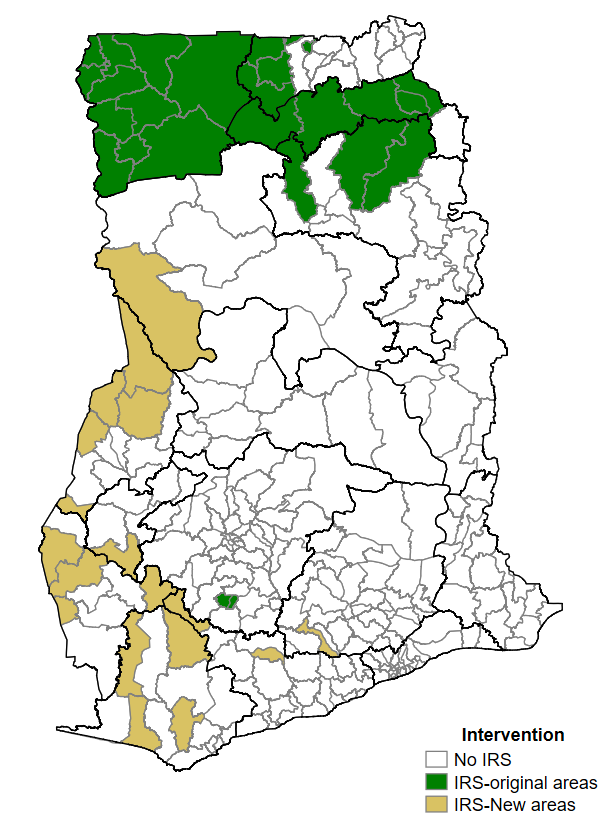 Intervention
No IRS
IRS-original areas
IRS-New areas